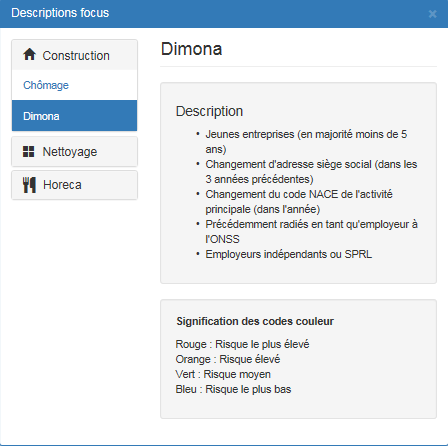 Descriptions focus
×
Construction
Chômage
Dimona
Nettoyage
Horeca
Dimona
Description
• Jeunes entreprises (en majorité moins de 5
ans)
• Changement d'adresse siège social (dans les
3 années précédentes)
• Changement du code NACE de l'activité
principale (dans l'année)
• Précédemment radiés en tant qu'employeur à
l'ONSS
• Employeurs indépendants ou SPRL
Signification des codes couleur
Rouge : Risque le plus élevé
Orange : Risque élevé
Vert : Risque moyen
Bleu : Risque le plus bas